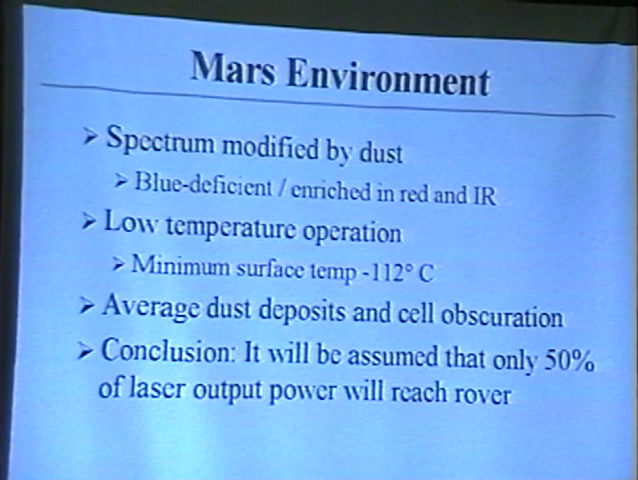 Mars Environment
➢ Spectrum modified by dust
➢ Blue-deficient / enriched in red and IR
➢ Low temperature operation
➢ Minimum surface temp -112° C
➢ Average dust deposits and cell obscuration
➢ Conclusion: It will be assumed that only 50%
of laser output power will reach rover